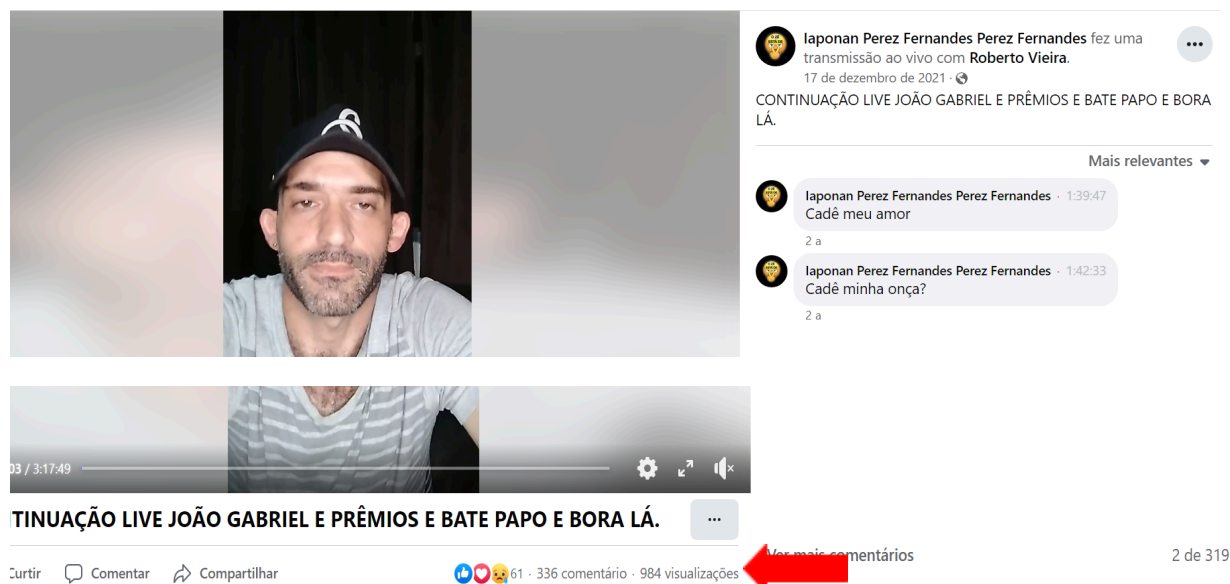 Iaponan Perez Fernandes Perez Fernandes fez uma
transmissão ao vivo com Roberto Vieira.
17 de dezembro de 2021 ·
CONTINUAÇÃO LIVE JOÃO GABRIEL E PRÊMIOS E BATE PAPO E BORA
LÁ.
Mais relevantes
Iaponan Perez Fernandes Perez Fernandes · 1:39:47
Cadê meu amor
2 a
Iaponan Perez Fernandes Perez Fernandes · 1:42:33
Cadê minha onça?
2 a
03 / 3:17:49
TINUAÇÃO LIVE JOÃO GABRIEL E PRÊMIOS E BATE PAPO E BORA LÁ.
Curtir Comentar Compartilhar
61 · 336 comentário · 984 visualizações
Ver mais comentários
2 de 319